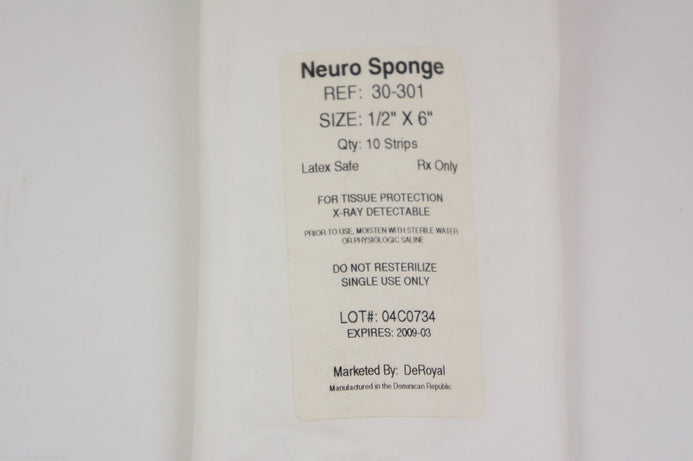 Neuro Sponge
REF: 30-301
SIZE: 1/2" X 6"
Qty: 10 Strips
Latex Safe Rx Only
FOR TISSUE PROTECTION
X-RAY DETECTABLE
PRIOR TO USE, MOISTEN WITH STERILE WATER
OR PHYSIOLOGIC SALINE
DO NOT RESTERILIZE
SINGLE USE ONLY
LOT#: 04C0734
EXPIRES: 2009-03
Marketed By: DeRoyal
Manufactured in the Dominican Republic